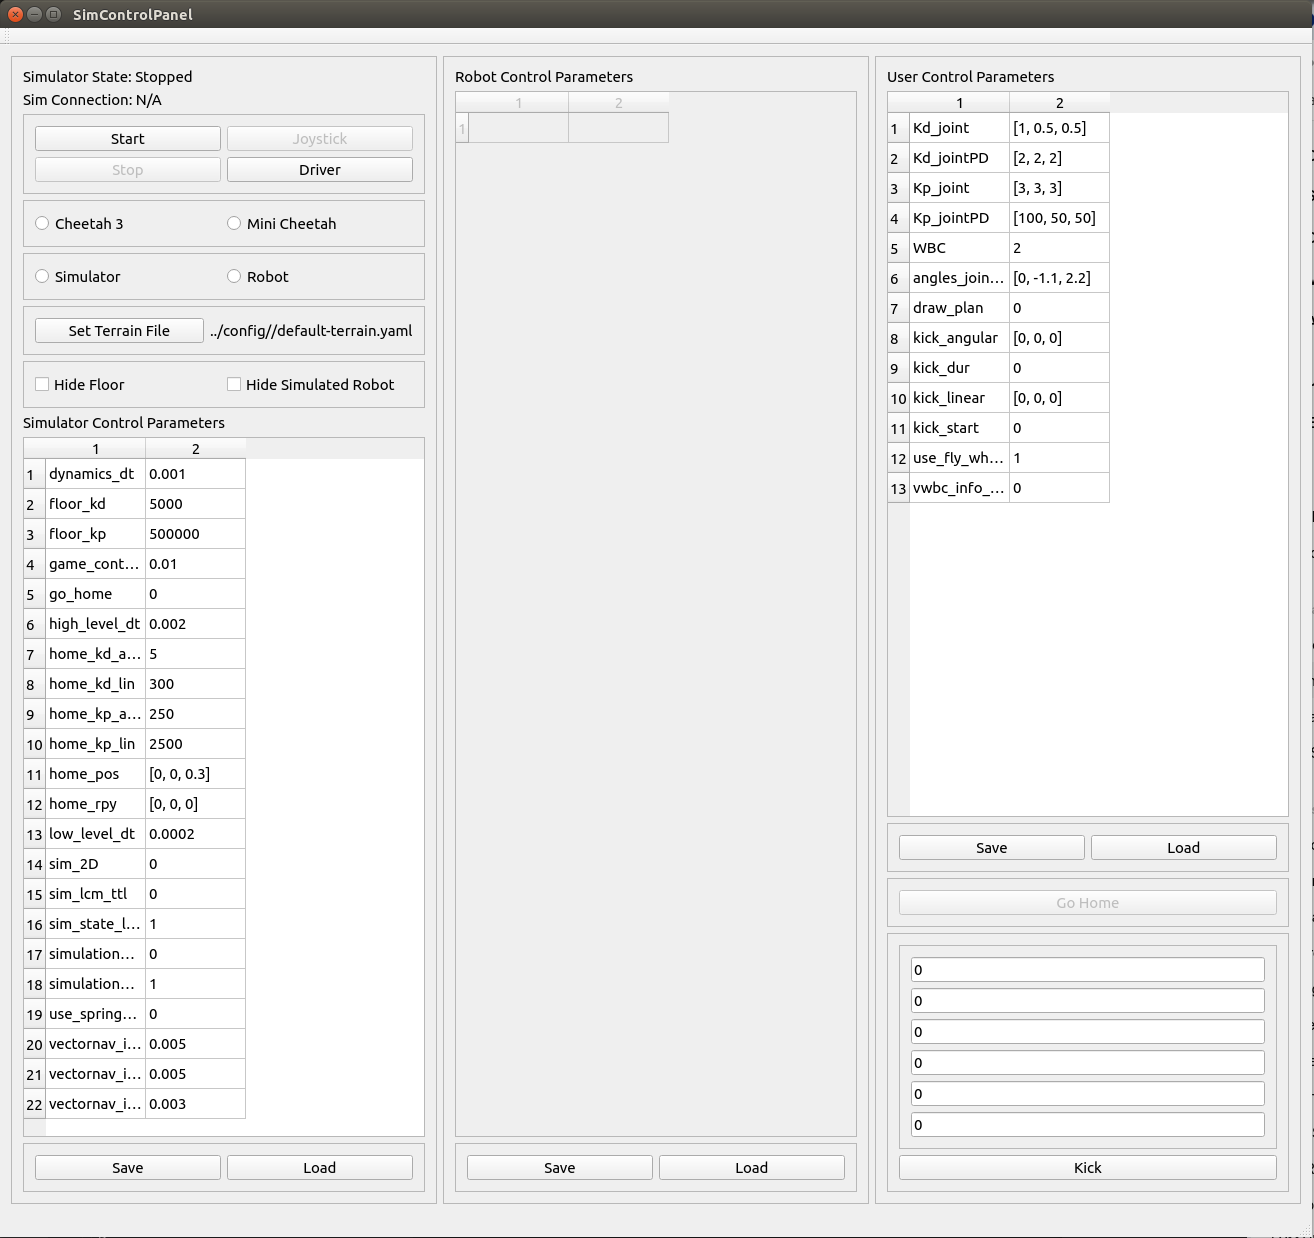 SimControlPanel
Simulator State: Stopped
Sim Connection: N/A
Start
Joystick
Stop
Driver
Cheetah 3
Mini Cheetah
Simulator
Robot
Set Terrain File
../config//default-terrain.yaml
Hide Floor
Hide Simulated Robot
Simulator Control Parameters
1 2
1 dynamics_dt 0.001
2 floor_kd 5000
3 floor_kp 500000
4 game_cont... 0.01
5 go_home 0
6 high_level_dt 0.002
7 home_kd_a... 5
8 home_kd_lin 300
9 home_kp_a... 250
10 home_kp_lin 2500
11 home_pos [0, 0, 0.3]
12 home_rpy [0, 0, 0]
13 low_level_dt 0.0002
14 sim_2D 0
15 sim_lcm_ttl 0
16 sim_state_l... 1
17 simulation... 0
18 simulation... 1
19 use_spring... 0
20 vectornav_i... 0.005
21 vectornav_i... 0.005
22 vectornav_i... 0.003
Save
Load
Robot Control Parameters
1 2
1
Save
Load
User Control Parameters
1 2
1 Kd_joint [1, 0.5, 0.5]
2 Kd_jointPD [2, 2, 2]
3 Kp_joint [3, 3, 3]
4 Kp_jointPD [100, 50, 50]
5 WBC 2
6 angles_join... [0, -1.1, 2.2]
7 draw_plan 0
8 kick_angular [0, 0, 0]
9 kick_dur 0
10 kick_linear [0, 0, 0]
11 kick_start 0
12 use_fly_wh... 1
13 vwbc_info_... 0
Save
Load
Go Home
0
0
0
0
0
0
Kick